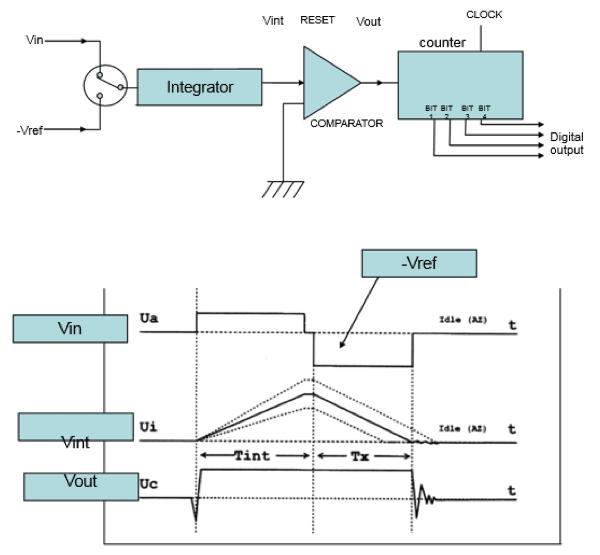 Vin
Vint
RESET
Vout
CLOCK
counter
Integrator
-Vref
COMPARATOR
BIT BIT BIT BIT
1 2 3 4
Digital
output
-Vref
Vin
Ua
Idle (AZ)
t
Vint
Ui
Idle (AZ)
t
Tint
Tx
Vout
Uc
t